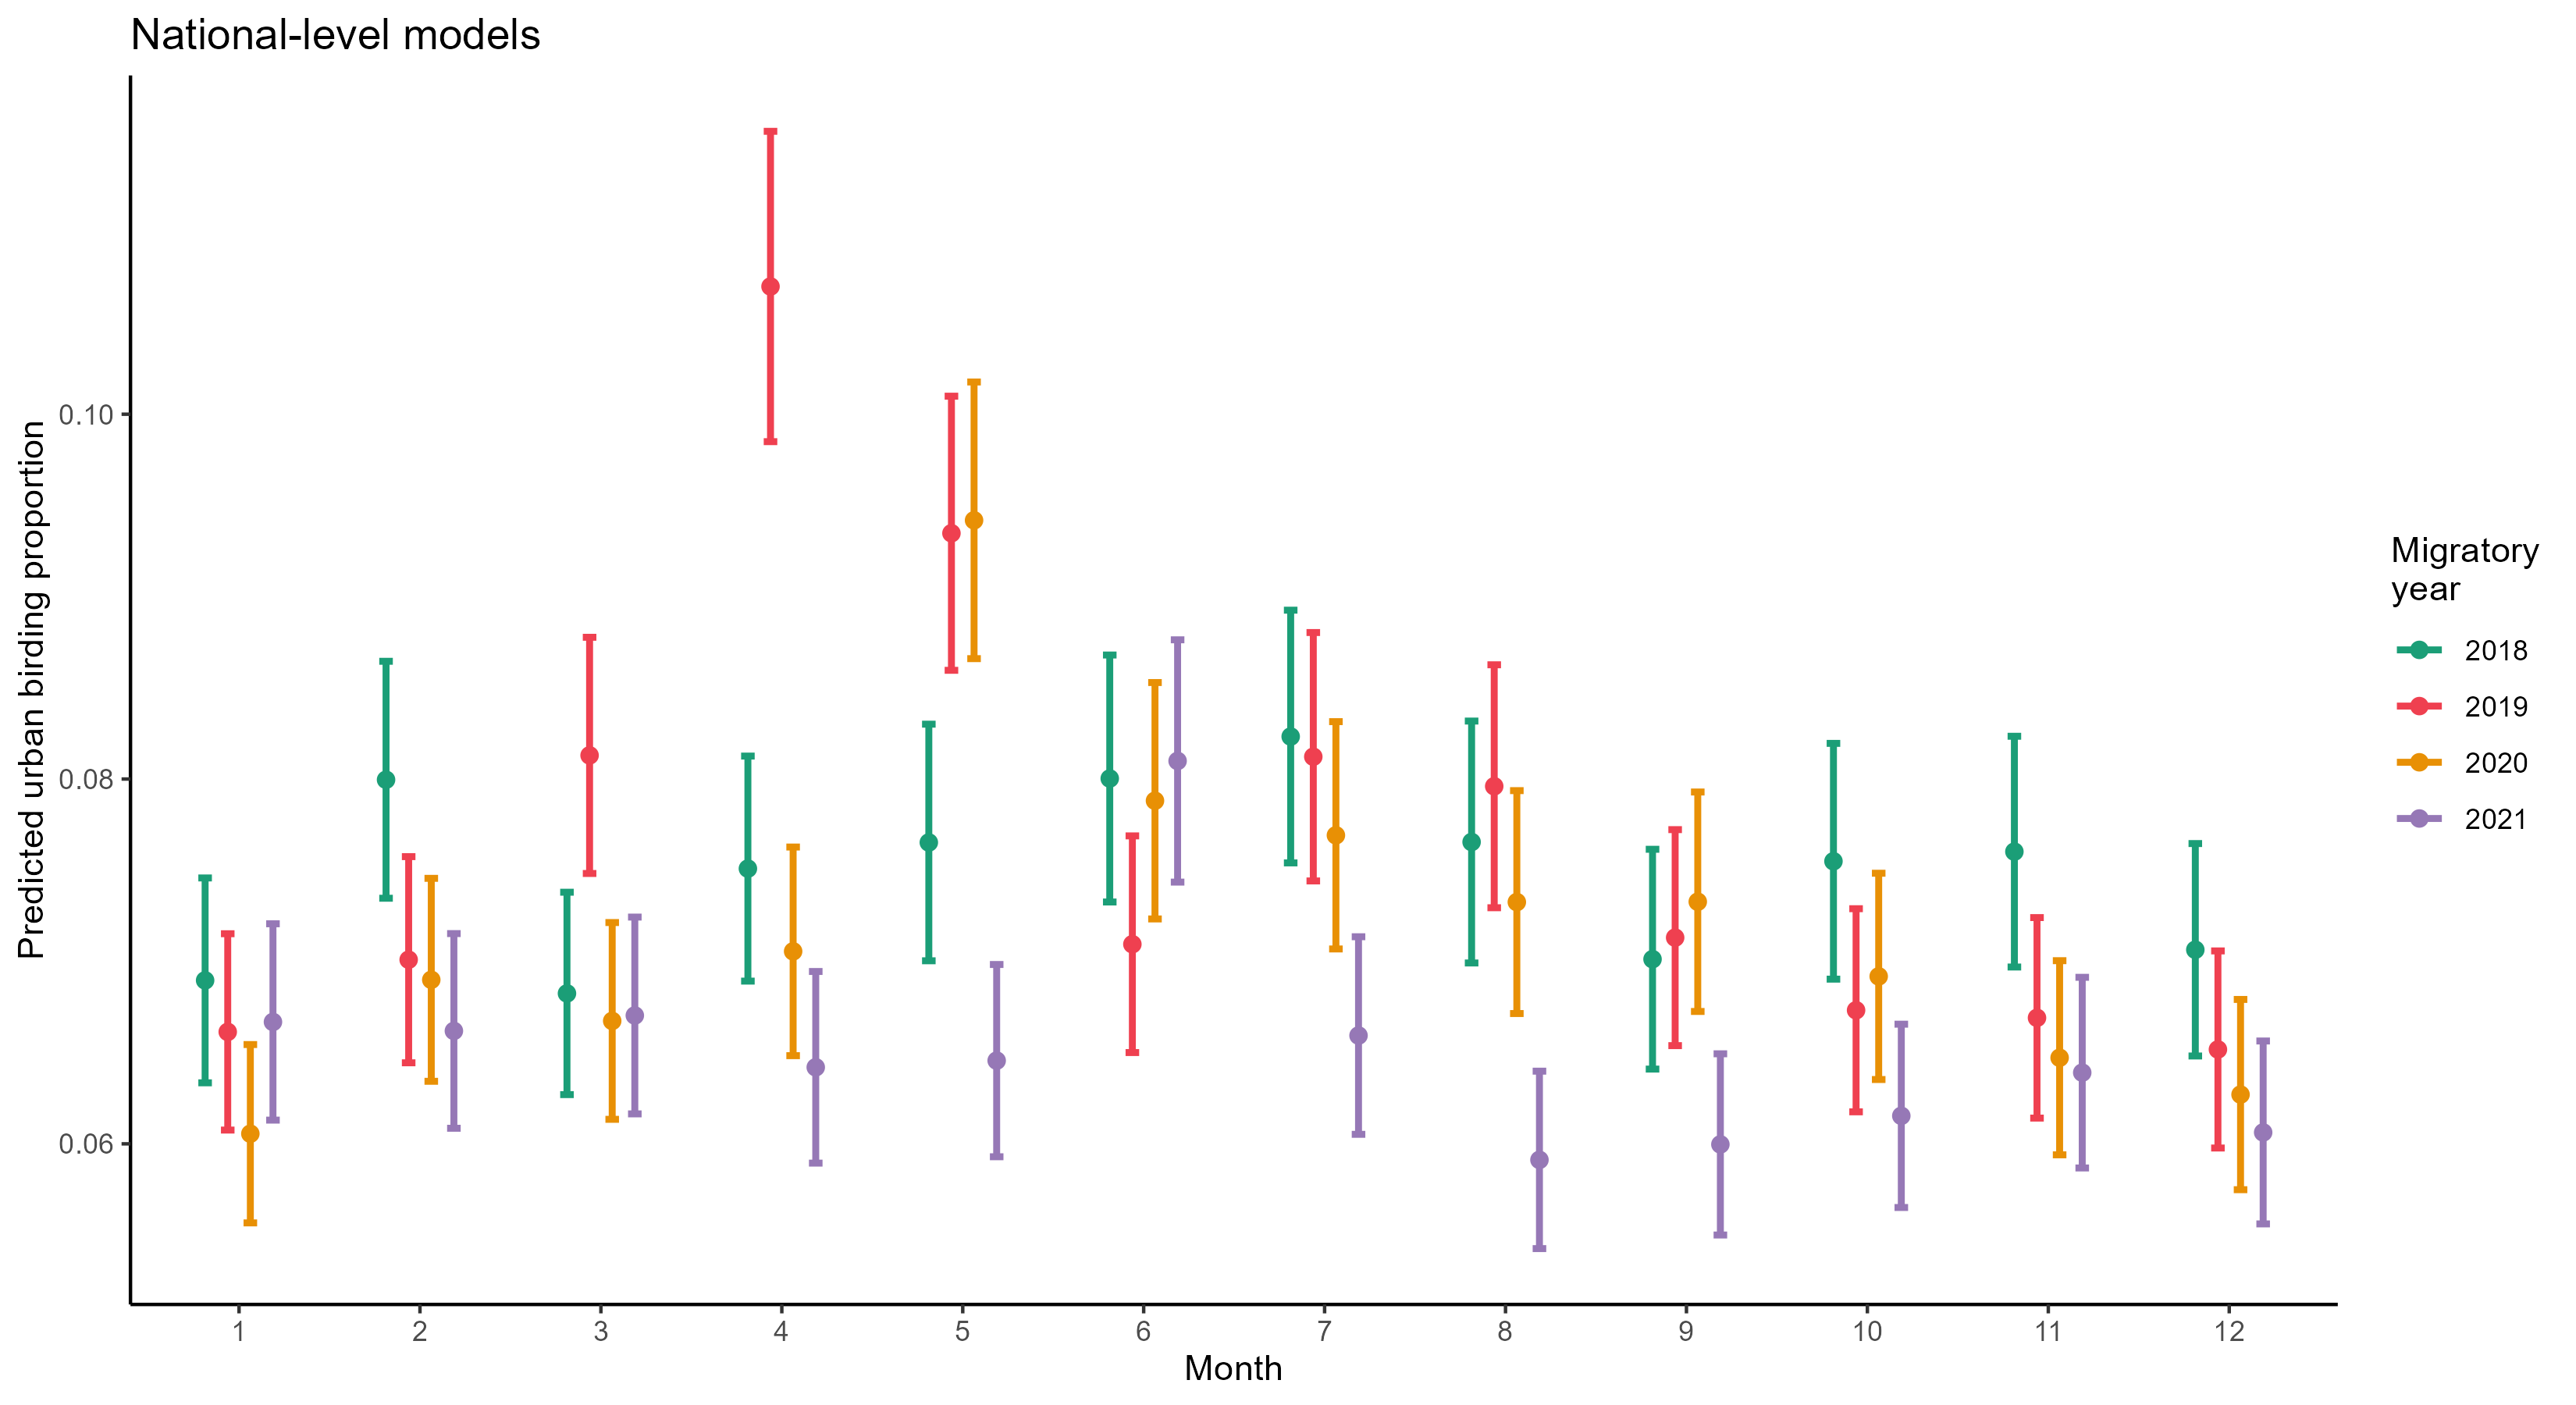 National-level models
Predicted urban birding proportion
0.10
0.08
0.06
1 2 3 4 5 6 7 8 9 10 11 12
Month
Migratory
year
2018
2019
2020
2021